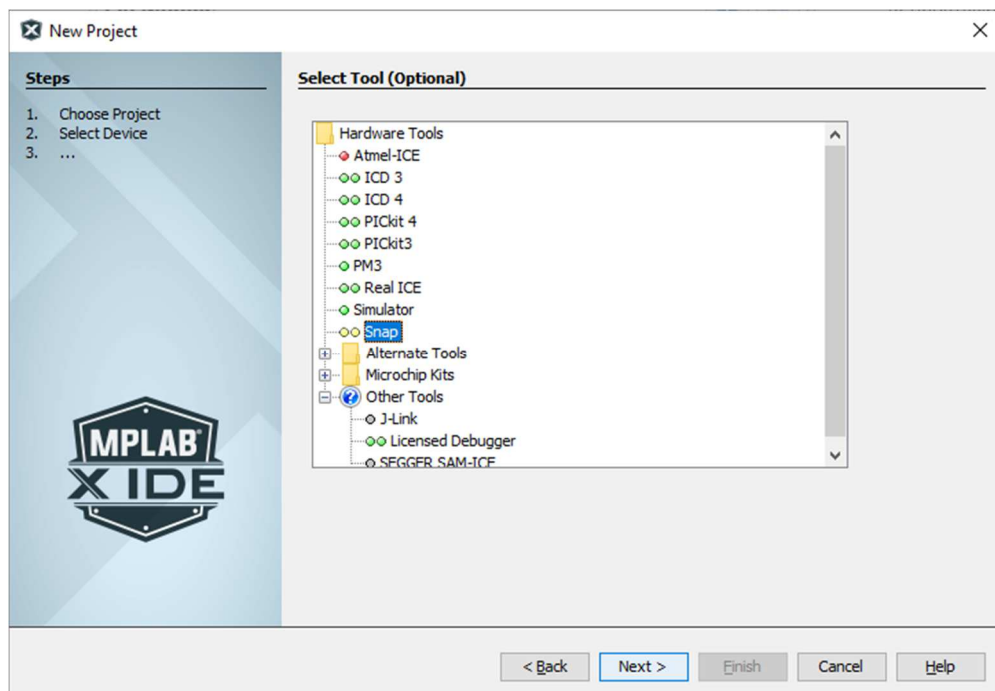 New Project
Steps
1. Choose Project
2. Select Device
3. ...
Select Tool (Optional)
Hardware Tools
Atmel-ICE
ICD 3
ICD 4
PICkit 4
PICkit3
PM3
Real ICE
Simulator
Snap
Alternate Tools
Microchip Kits
Other Tools
J-Link
Licensed Debugger
SEGGER SAM-ICE
MPLAB
X IDE
< Back Next > Finish Cancel Help